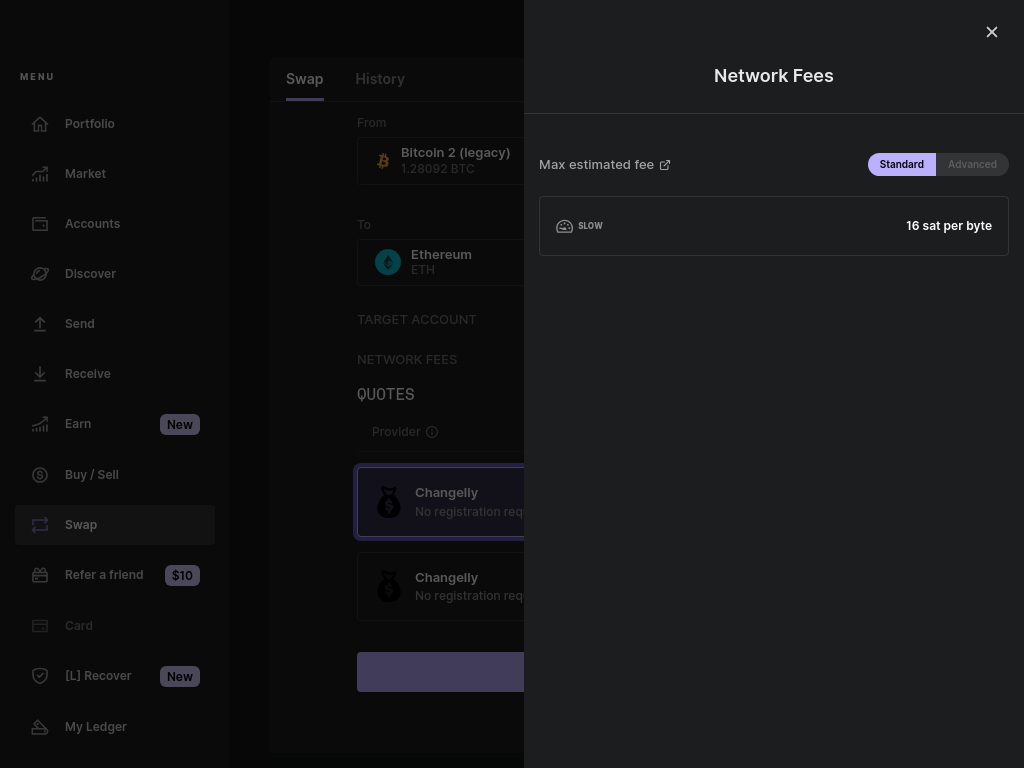 MENU
Portfolio
Market
Accounts
Discover
Send
Receive
Earn New
Buy / Sell
Swap
Refer a friend $10
Card
[L] Recover New
My Ledger
Swap History
From
Bitcoin 2 (legacy)
1.28092 BTC
To
Ethereum
ETH
TARGET ACCOUNT
NETWORK FEES
QUOTES
Provider
Changelly
No registration req
Changelly
No registration req
Network Fees
Max estimated fee Standard Advanced
SLOW 16 sat per byte